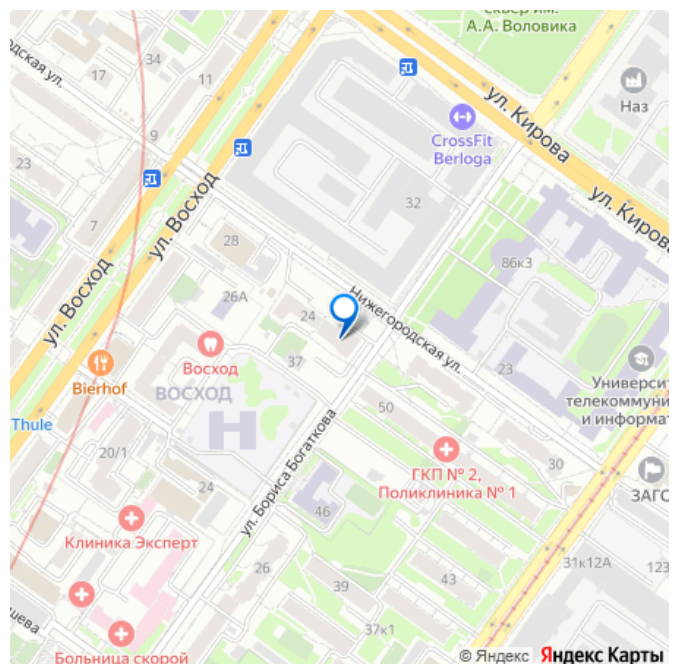 сквер им.
А.А. Воловика
одская ул.
34
17
11
Наз
ул. Кирова
CrossFit
Berloga
9
23
32
ул. Кирова
7
ул. Восход
28
86к3
26А
Нижегородская ул.
24
ул. Восход
Восход
37
23
Bierhof
ВОСХОД
Университ
телекоммуни
и информат
Thule
50
20/1
ул. Бориса Богаткова
ГКП № 2,
Поликлиника № 1
30
24
ЗАГС
46
Клиника Эксперт
26
39
43
31к12А
123
шева
37к1
Больница скорой
© Яндекс Яндекс Карты